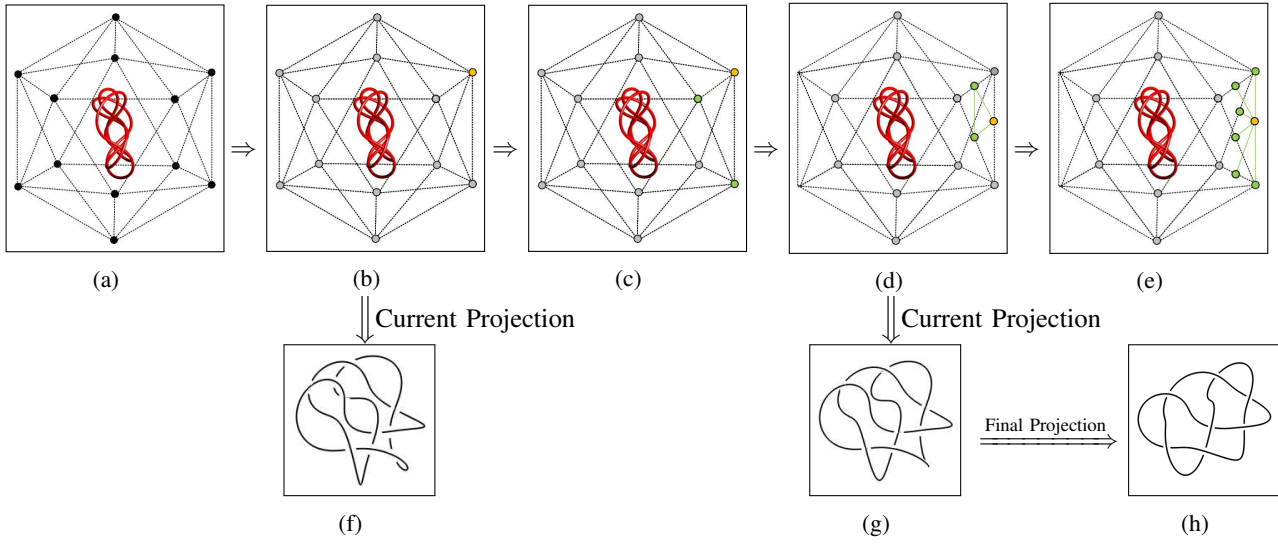 (a)
(b)
(c)
(d)
(e)
Current Projection
Current Projection
Final Projection
(f)
(g)
(h)